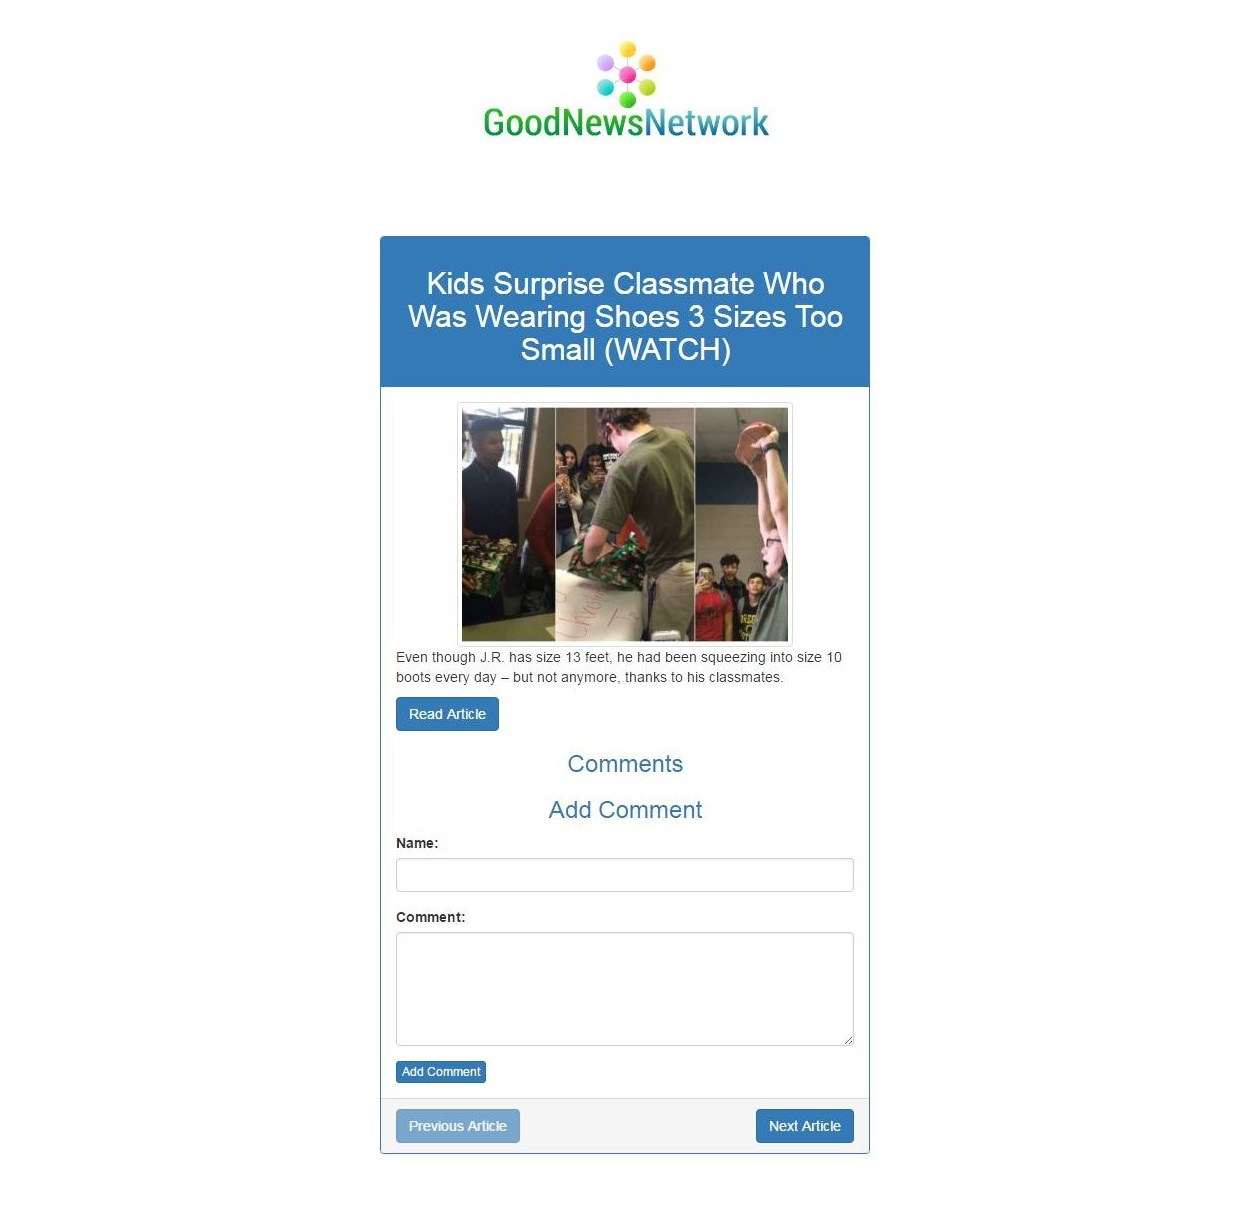 GoodNewsNetwork
Kids Surprise Classmate Who
Was Wearing Shoes 3 Sizes Too
Small (WATCH)
Even though J.R. has size 13 feet, he had been squeezing into size 10
boots every day – but not anymore, thanks to his classmates.
Read Article
Comments
Add Comment
Name:
Comment:
Add Comment
Previous Article
Next Article